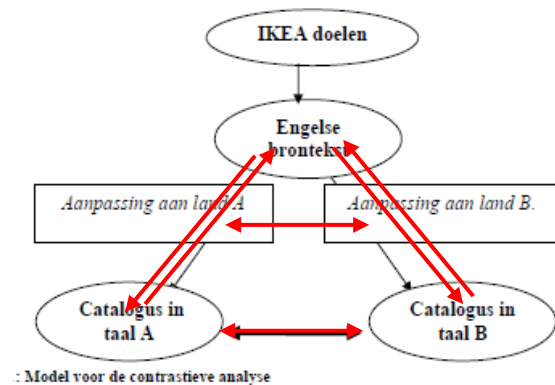 IKEA doelen
Engelse
brontekst
Aanpassing aan land A
Aanpassing aan land B.
Catalogus in
taal A
Catalogus in
taal B
.: Model voor de contrastieve analyse